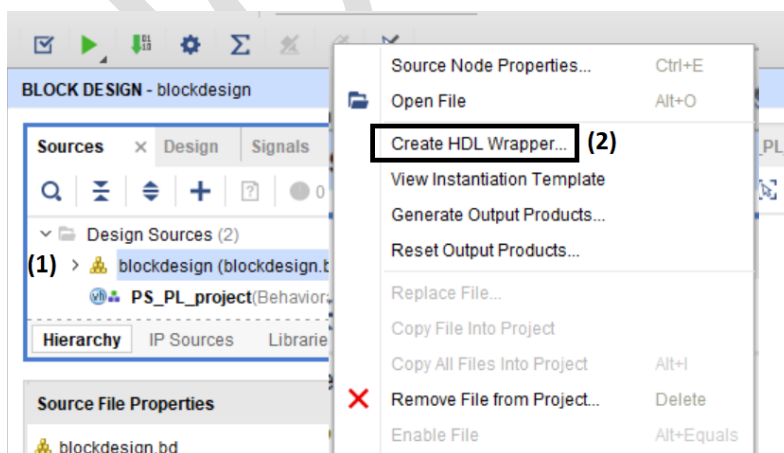 BLOCK DESIGN - blockdesign
Sources × Design Signals
0
Design Sources (2)
(1) blockdesign (blockdesign.b
PS_PL_project(Behavior
Hierarchy IP Sources Librarie
Source File Properties
blockdesign.bd
Source Node Properties... Ctrl+E
Open File Alt+O
Create HDL Wrapper... (2)
View Instantiation Template
Generate Output Products...
Reset Output Products...
Replace File...
Copy File Into Project
Copy All Files Into Project Alt+I
Remove File from Project... Delete
Enable File Alt+Equals
_PL_